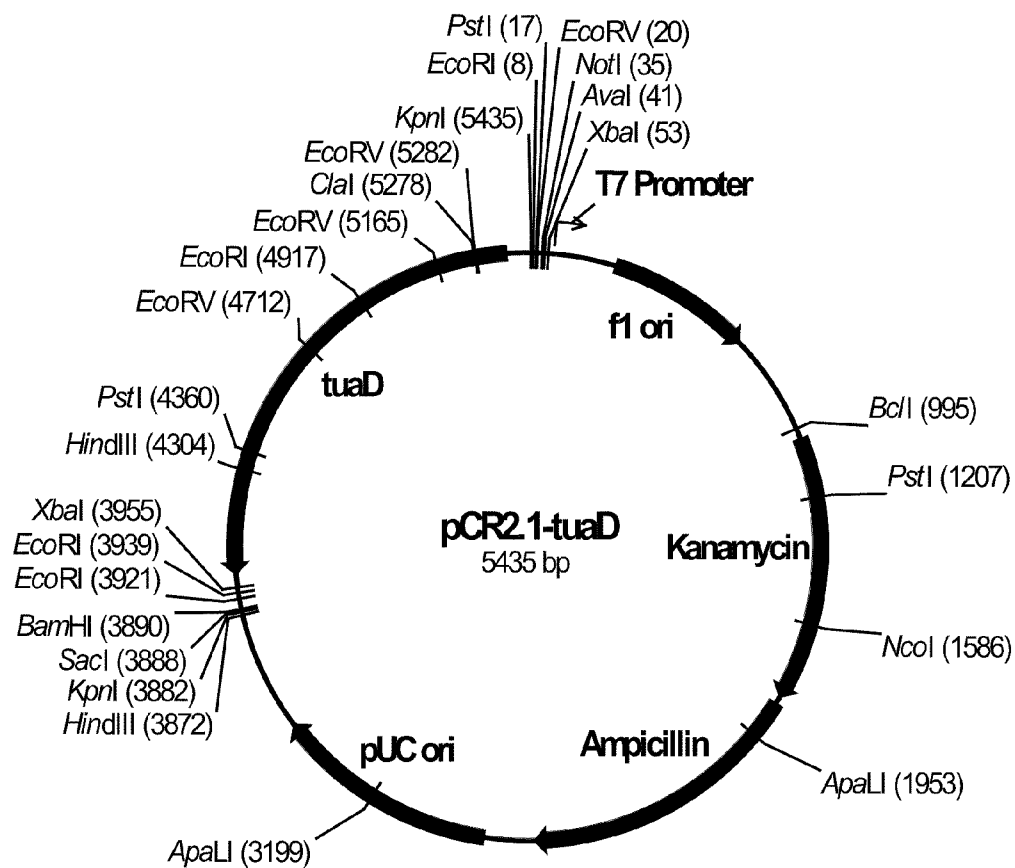 PstI (17)
EcoRV (20)
EcoRI (8)
NotI (35)
AvaI (41)
KpnI (5435)
XbaI (53)
EcoRV (5282)
ClaI (5278)
T7 Promoter
EcoRV (5165)
EcoRI (4917)
EcoRV (4712)
f1 ori
tuaD
PstI (4360)
BclI (995)
HindIII (4304)
PstI (1207)
XbaI (3955)
pCR2.1-tuaD
Kanamycin
EcoRI (3939)
5435 bp
EcoRI (3921)
BamHI (3890)
NcoI (1586)
SacI (3888)
KpnI (3882)
HindIII (3872)
pUC ori
Ampicillin
ApaLI (1953)
ApaLI (3199)